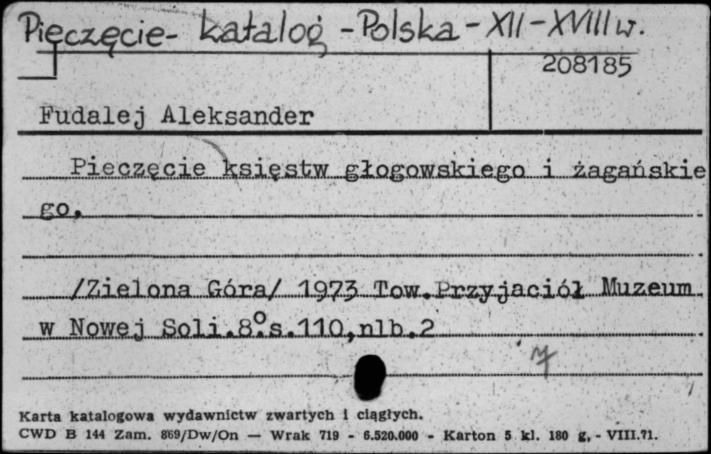 Pieczęcie - katalog - Polska - XII - XVIII w.
208185
Fudalej Aleksander
Pieczęcie księstw głogowskiego i żagańskie
go.
/Zielona Góra/ 1973 Tow.Przyjaciół Muzeum
w Nowej Soli.8°.s.110,nlb.2
Karta katalogowa wydawnictw zwartych i ciągłych.
CWD B 144 Zam. 869/Dw/On — Wrak 719 - 6.520.000 - Karton 5 kl. 180 g. - VIII.71.